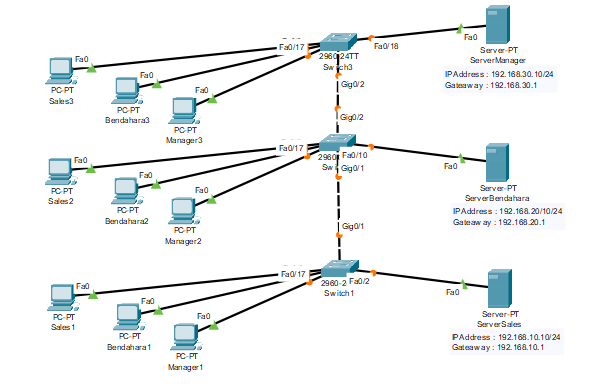 Fa0/17
2960-24TT
Switch3
Fa0/18
Fa0
Server-PT
ServerManager
IPAddress : 192.168.30.10/24
Gateaway : 192.168.30.1
Fa0
PC-PT
Sales3
Fa0
PC-PT
Bendahara3
Fa0
PC-PT
Manager3
Gig0/2
Gig0/2
Fa0/17
2960
Fa0/10
Gig0/1
Fa0
Server-PT
ServerBendahara
IPAddress : 192.168.20/10/24
Gateaway : 192.168.20.1
Fa0
PC-PT
Sales2
Fa0
PC-PT
Bendahara2
Fa0
PC-PT
Manager2
Gig0/1
Fa0/17
2960-2
Fa0/2
Switch1
Fa0
Server-PT
ServerSales
IPAddress : 192.168.10.10/24
Gateaway : 192.168.10.1
Fa0
PC-PT
Sales1
Fa0
PC-PT
Bendahara1
Fa0
PC-PT
Manager1